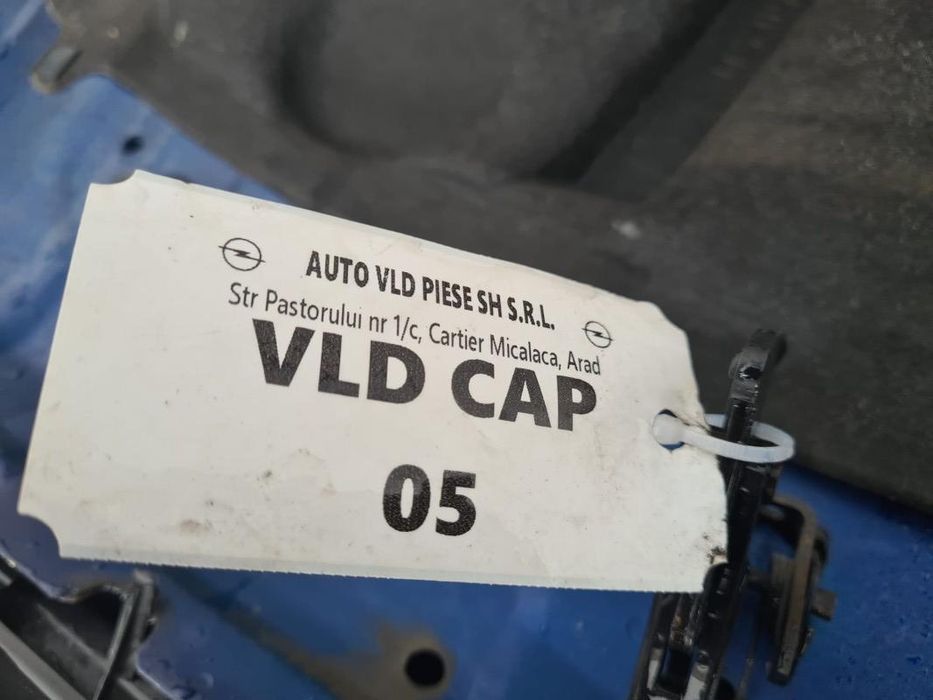 AUTO VLD PIESE SH S.R.L.
Str Pastorului nr 1/c, Cartier Micalaca, Arad
VLD CAP
05